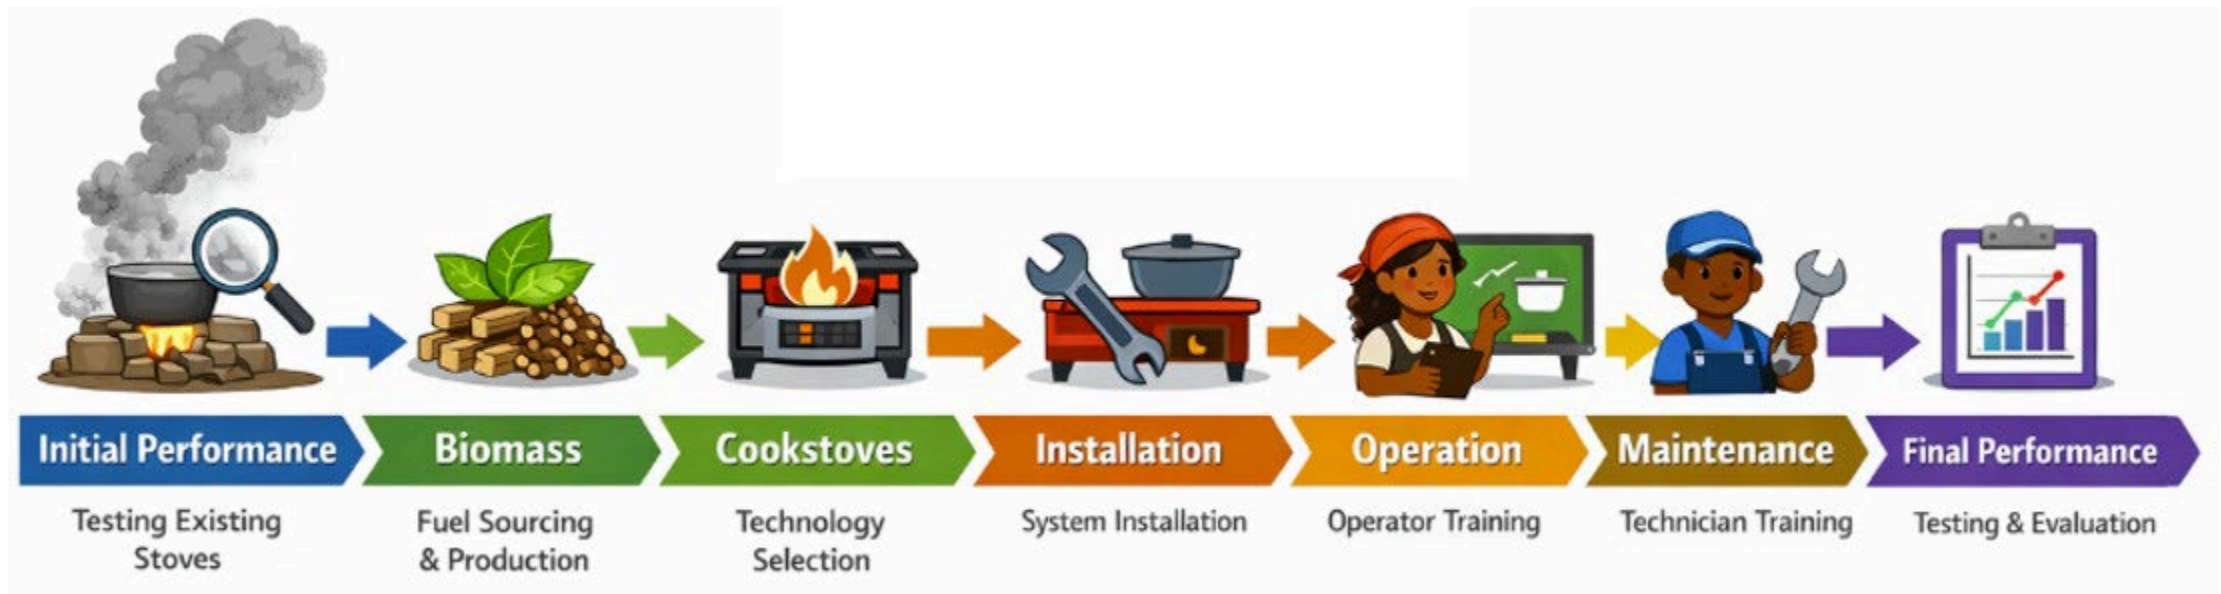 Initial Performance
Biomass
Cookstoves
Installation
Operation
Maintenance
Final Performance
Testing Existing
Stoves
Fuel Sourcing
& Production
Technology
Selection
System Installation
Operator Training
Technician Training
Testing & Evaluation